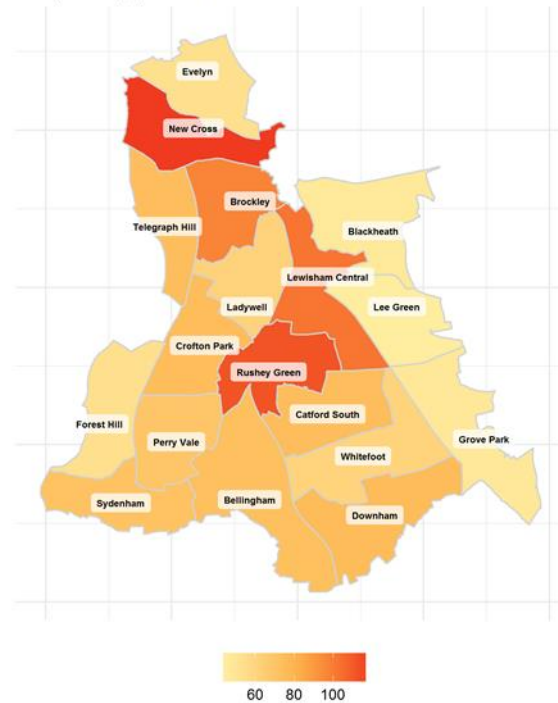 Evelyn
New Cross
Brockley
Telegraph Hill
Blackheath
Lewisham Central
Ladywell
Lee Green
Crofton Park
Rushey Green
Catford South
Forest Hill
Perry Vale
Grove Park
Whitefoot
Sydenham
Bellingham
Downham
60 80 100